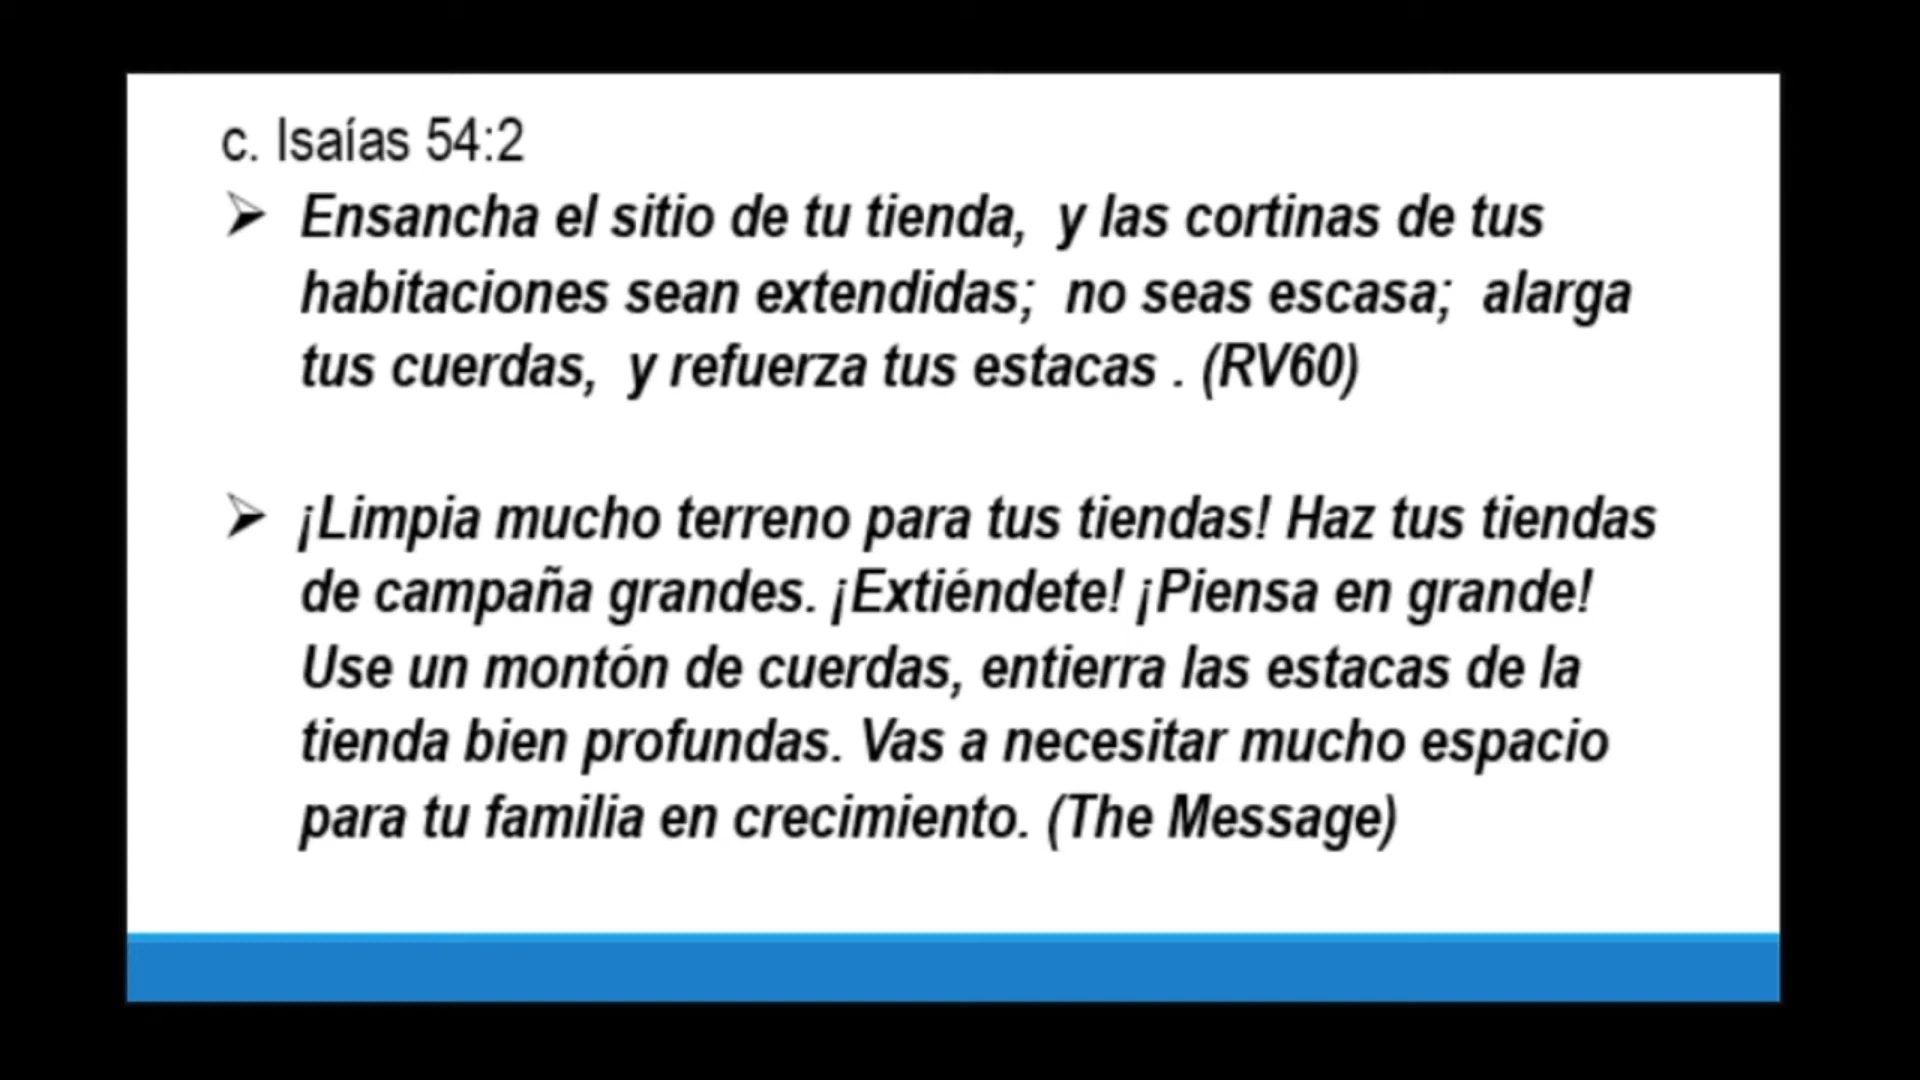 c. Isaías 54:2
➢ Ensancha el sitio de tu tienda, y las cortinas de tus
habitaciones sean extendidas; no seas escasa; alarga
tus cuerdas, y refuerza tus estacas . (RV60)
➢ ¡Limpia mucho terreno para tus tiendas! Haz tus tiendas
de campaña grandes. ¡Extiéndete! ¡Piensa en grande!
Use un montón de cuerdas, entierra las estacas de la
tienda bien profundas. Vas a necesitar mucho espacio
para tu familia en crecimiento. (The Message)